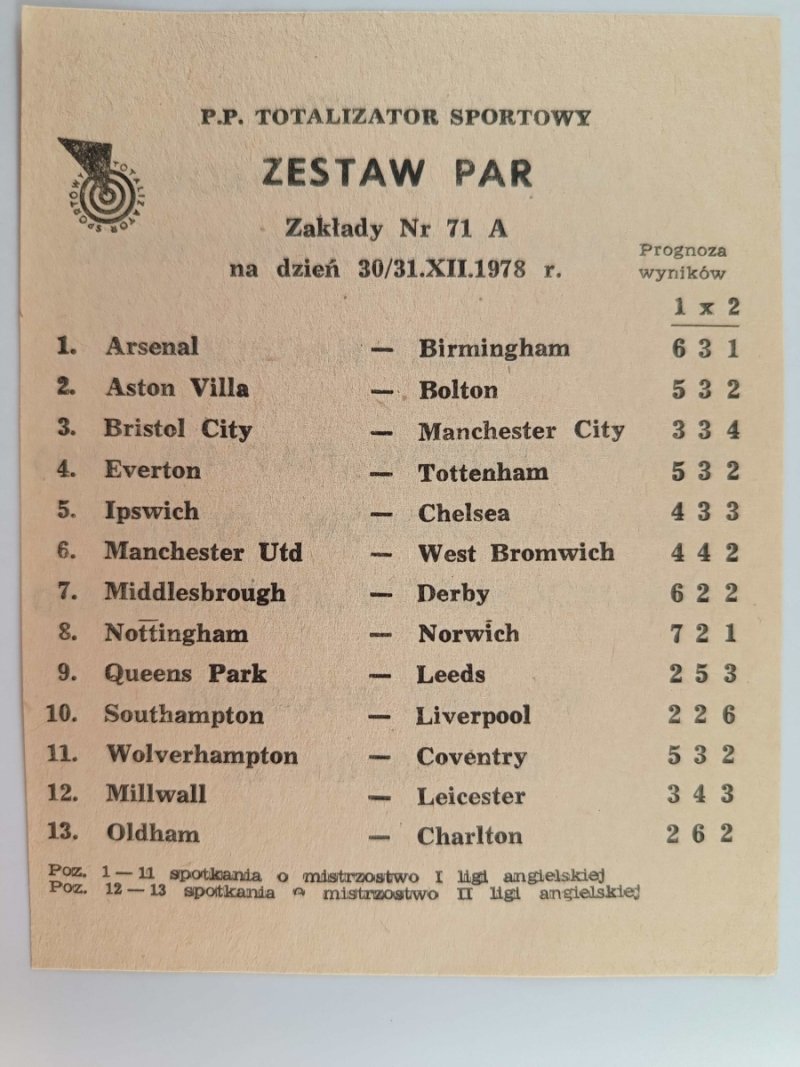 P.P. TOTALIZATOR SPORTOWY
TOTALIZATOR SPORTOWY
ZESTAW PAR
Zakłady Nr 71 A
na dzień 30/31.XII.1978 r.
Prognoza
wyników
1 x 2
1. Arsenal — Birmingham 6 3 1
2. Aston Villa — Bolton 5 3 2
3. Bristol City — Manchester City 3 3 4
4. Everton — Tottenham 5 3 2
5. Ipswich — Chelsea 4 3 3
6. Manchester Utd — West Bromwich 4 4 2
7. Middlesbrough — Derby 6 2 2
8. Nottingham — Norwich 7 2 1
9. Queens Park — Leeds 2 5 3
10. Southampton — Liverpool 2 2 6
11. Wolverhampton — Coventry 5 3 2
12. Millwall — Leicester 3 4 3
13. Oldham — Charlton 2 6 2
Poz. 1 — 11 spotkania o mistrzostwo I ligi angielskiej
Poz. 12 — 13 spotkania o mistrzostwo II ligi angielskiej